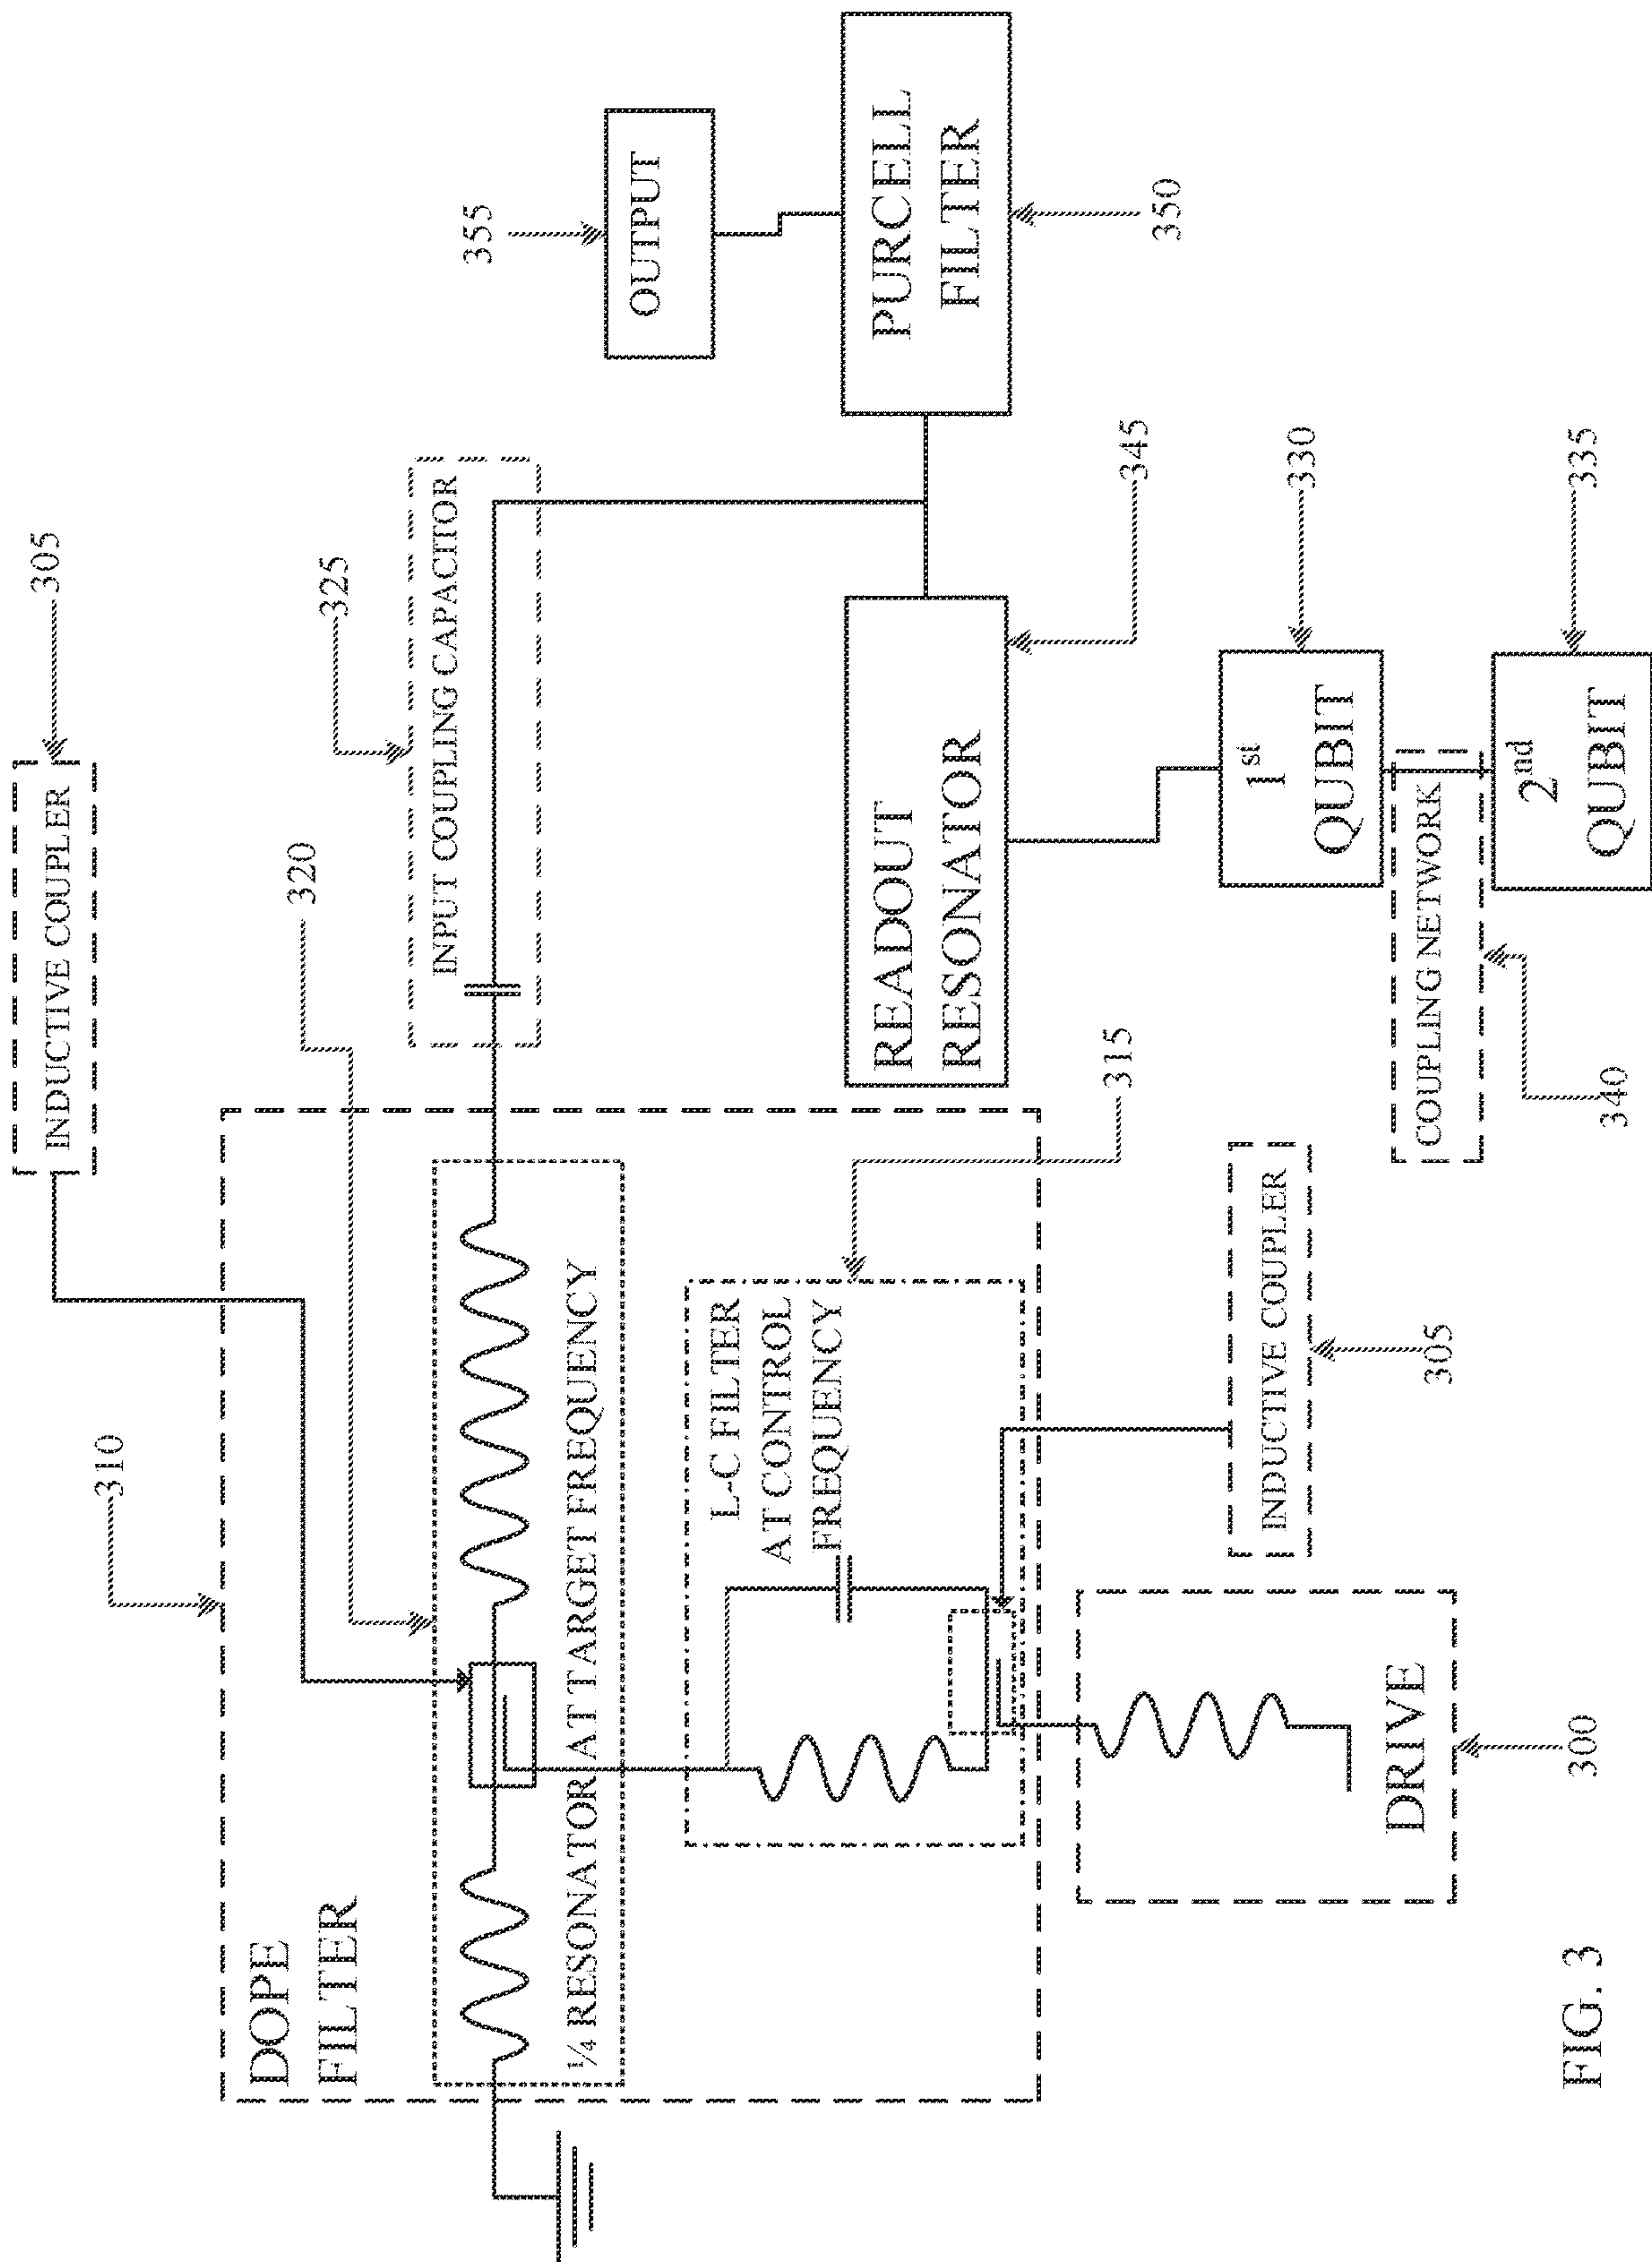 305
INDUCTIVE COUPLER
310
320
325
INPUT COUPLING CAPACITOR
355
OUTPUT
DOPE
FILTER
¼ RESONATOR AT TARGET FREQUENCY
L-C FILTER
AT CONTROL
FREQUENCY
315
READOUT
RESONATOR
345
PURCELL
FILTER
350
INDUCTIVE COUPLER
305
DRIVE
300
1st
QUBIT
330
COUPLING NETWORK
340
2nd
QUBIT
335
FIG. 3